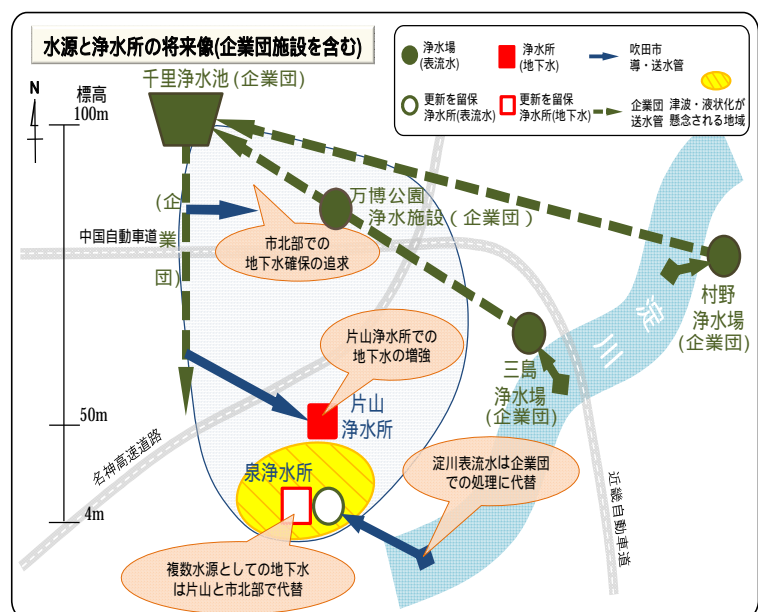 水源と浄水所の将来像(企業団施設を含む)
浄水場
(表流水)
浄水所
(地下水)
吹田市
導・送水管
更新を留保
浄水所(表流水)
更新を留保
浄水所(地下水)
企業団
送水管
津波・液状化が
懸念される地域
N
標高
100m
50m
4m
千里浄水池(企業団)
(企業団)
万博公園
浄水施設(企業団)
中国自動車道
市北部での
地下水確保の追求
村野
浄水場
(企業団)
淀川
三島
浄水場
(企業団)
片山浄水所での
地下水の増強
片山
浄水所
名神高速道路
泉浄水所
淀川表流水は企業団
での処理に代替
近畿自動車道
複数水源としての地下水
は片山と市北部で代替